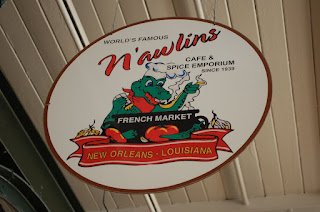 WORLD'S FAMOUS
N'awlins
CAFE &
SPICE EMPORIUM
SINCE 1939
FRENCH MARKET
NEW ORLEANS - LOUISIANA